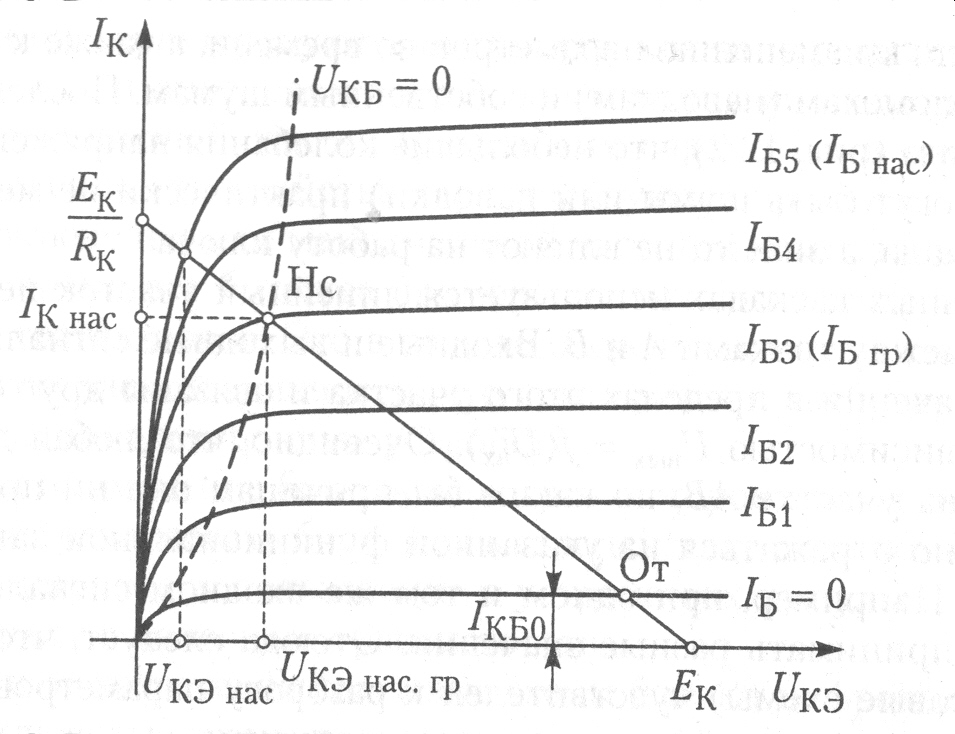 I_К
U_КБ = 0
I_Б5 (I_Б нас)
E_К
R_К
I_Б4
Нс
I_К нас
I_Б3 (I_Б гр)
I_Б2
I_Б1
От
I_Б = 0
I_КБ0
U_КЭ нас
U_КЭ нас. гр
E_К
U_КЭ